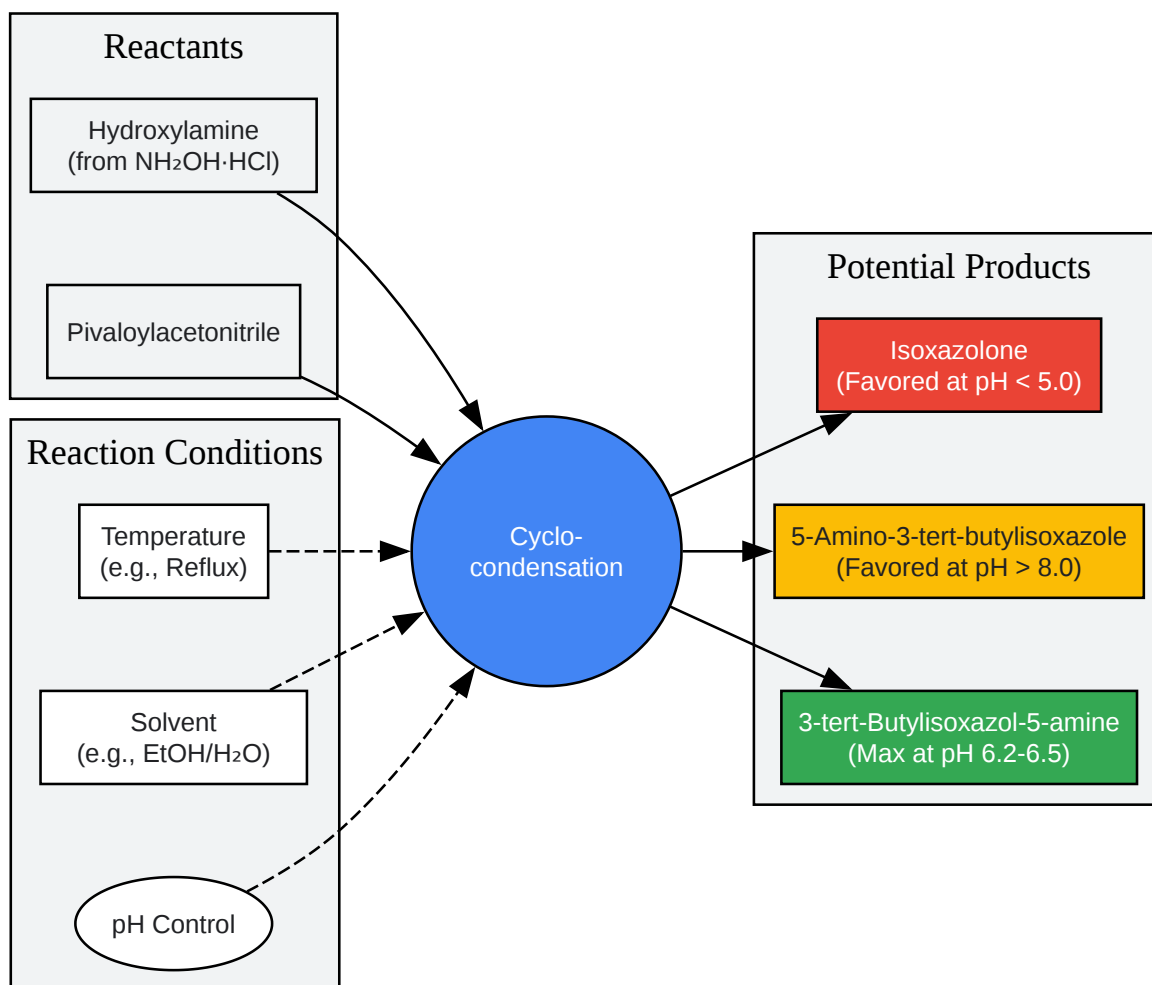 Reactants
Hydroxylamine
(from NH₂OH·HCl)
Pivaloylacetonitrile
Reaction Conditions
Temperature
(e.g., Reflux)
Solvent
(e.g., EtOH/H₂O)
pH Control
Cyclo-
condensation
Potential Products
Isoxazolone
(Favored at pH < 5.0)
5-Amino-3-tert-butylisoxazole
(Favored at pH > 8.0)
3-tert-Butylisoxazol-5-amine
(Max at pH 6.2-6.5)